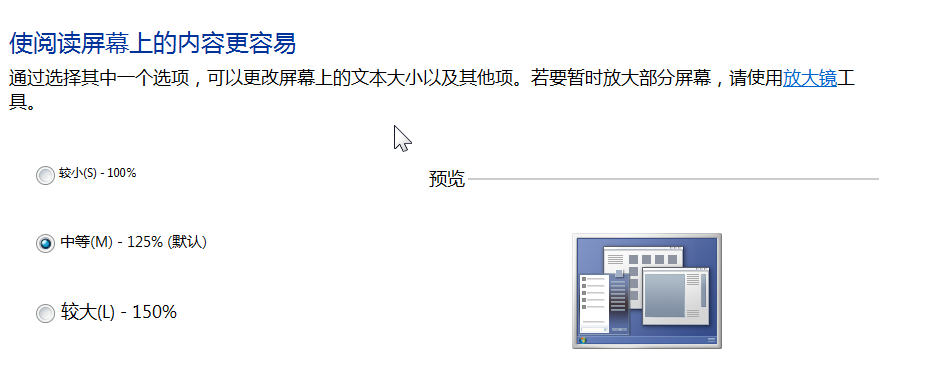 使阅读屏幕上的内容更容易
通过选择其中一个选项，可以更改屏幕上的文本大小以及其他项。若要暂时放大部分屏幕，请使用放大镜工
具。
较小(S) - 100%
预览
中等(M) - 125% (默认)
较大(L) - 150%